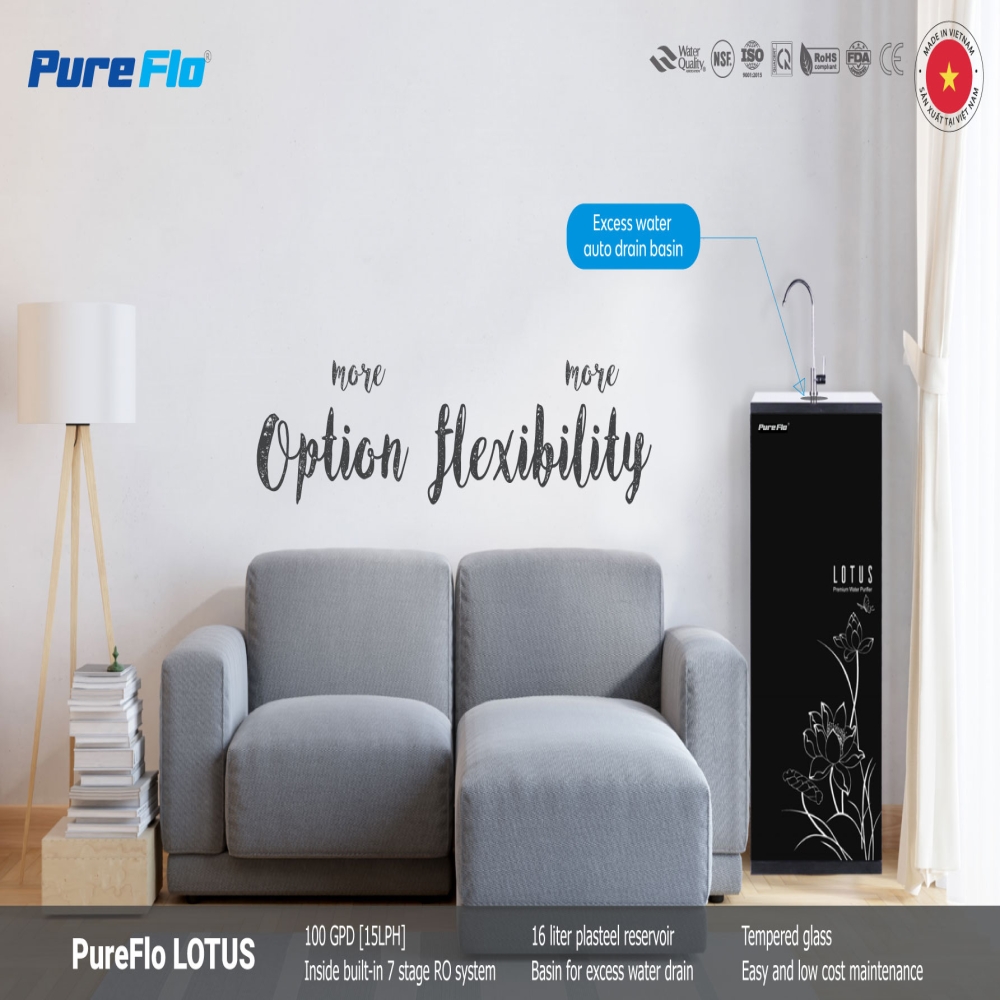 PureFlo®
Water Quality
NSF
ISO
9001:2015
RoHS
compliant
FDA
CE
MADE IN VIETNAM
SẢN XUẤT TẠI VIỆT NAM
Excess water
auto drain basin
more more
Option flexibility
PureFlo
LOTUS
Premium Water Purifier
PureFlo LOTUS
100 GPD [15LPH]
Inside built-in 7 stage RO system
16 liter plasteel reservoir
Basin for excess water drain
Tempered glass
Easy and low cost maintenance